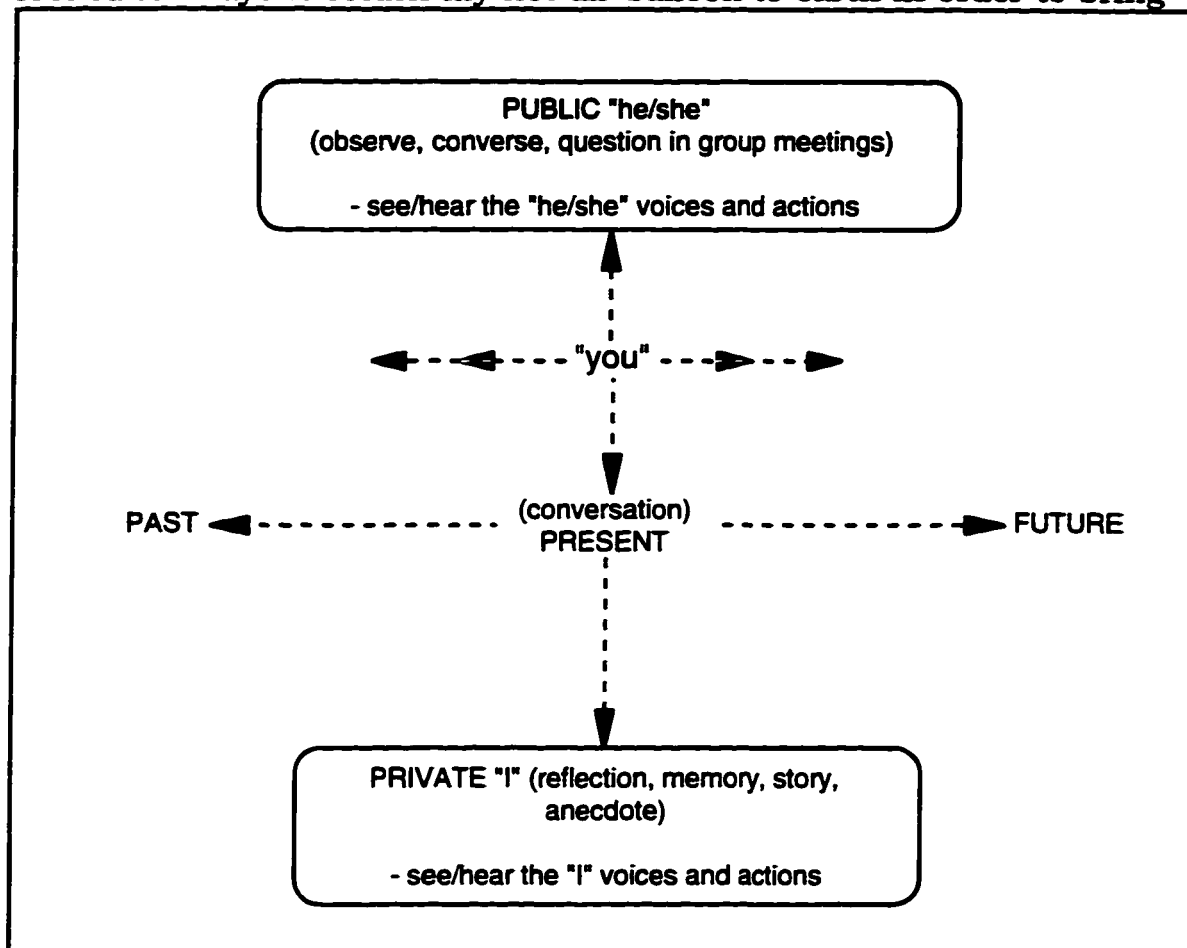 PUBLIC "he/she"
(observe, converse, question in group meetings)
- see/hear the "he/she" voices and actions
"you"
(conversation)
PAST PRESENT FUTURE
PRIVATE "I" (reflection, memory, story,
anecdote)
- see/hear the "I" voices and actions